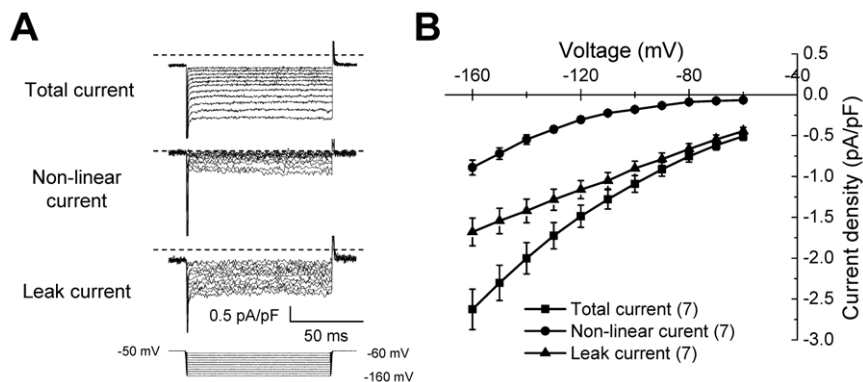 A
Total current
Non-linear
current
Leak current
0.5 pA/pF
50 ms
-50 mV
-60 mV
-160 mV
B
Voltage (mV)
-160
-120
-80
-40
0.5
0.0
-0.5
-1.0
-1.5
-2.0
-2.5
-3.0
Current density (pA/pF)
Total current (7)
Non-linear curent (7)
Leak current (7)